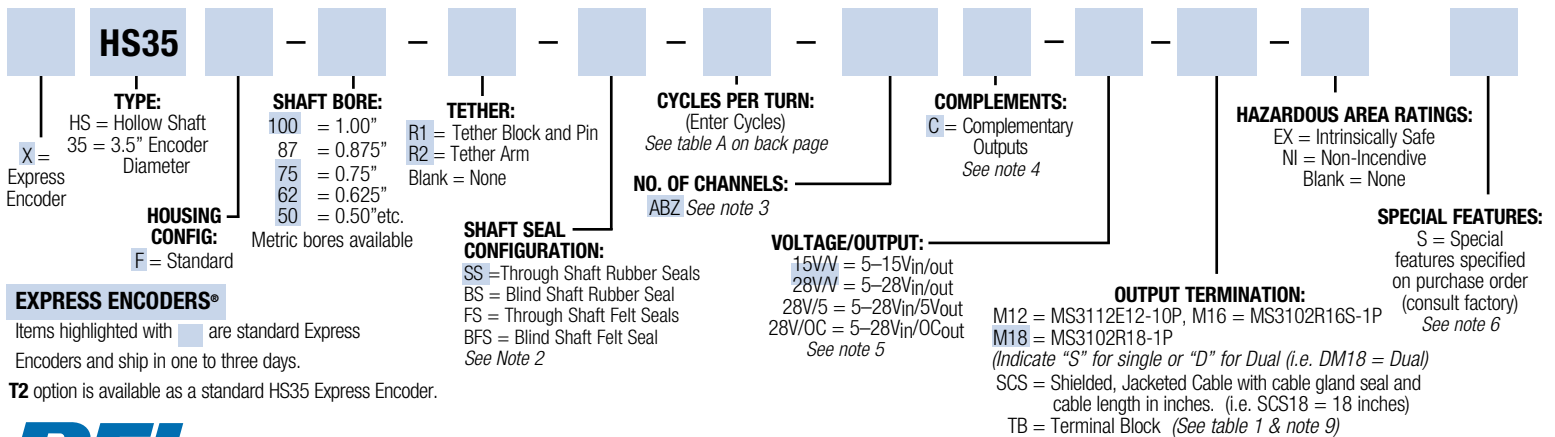 HS35
X =
Express
Encoder
TYPE:
HS = Hollow Shaft
35 = 3.5” Encoder
Diameter
HOUSING
CONFIG:
F = Standard
SHAFT BORE:
100 = 1.00”
87 = 0.875”
75 = 0.75”
62 = 0.625”
50 = 0.50”etc.
Metric bores available
TETHER:
R1 = Tether Block and Pin
R2 = Tether Arm
Blank = None
SHAFT SEAL
CONFIGURATION:
SS =Through Shaft Rubber Seals
BS = Blind Shaft Rubber Seal
FS = Through Shaft Felt Seals
BFS = Blind Shaft Felt Seal
See Note 2
CYCLES PER TURN:
(Enter Cycles)
See table A on back page
NO. OF CHANNELS:
ABZ See note 3
COMPLEMENTS:
C = Complementary
Outputs
See note 4
VOLTAGE/OUTPUT:
15V/V = 5–15Vin/out
28V/V = 5–28Vin/out
28V/5 = 5–28Vin/5Vout
28V/OC = 5–28Vin/OCout
See note 5
OUTPUT TERMINATION:
M12 = MS3112E12-10P, M16 = MS3102R16S-1P
M18 = MS3102R18-1P
(Indicate “S” for single or “D” for Dual (i.e. DM18 = Dual)
SCS = Shielded, Jacketed Cable with cable gland seal and
cable length in inches. (i.e. SCS18 = 18 inches)
TB = Terminal Block (See table 1 & note 9)
HAZARDOUS AREA RATINGS:
EX = Intrinsically Safe
NI = Non-Incendive
Blank = None
SPECIAL FEATURES:
S = Special
features specified
on purchase order
(consult factory)
See note 6
EXPRESS ENCODERS®
Items highlighted with are standard Express
Encoders and ship in one to three days.
T2 option is available as a standard HS35 Express Encoder.